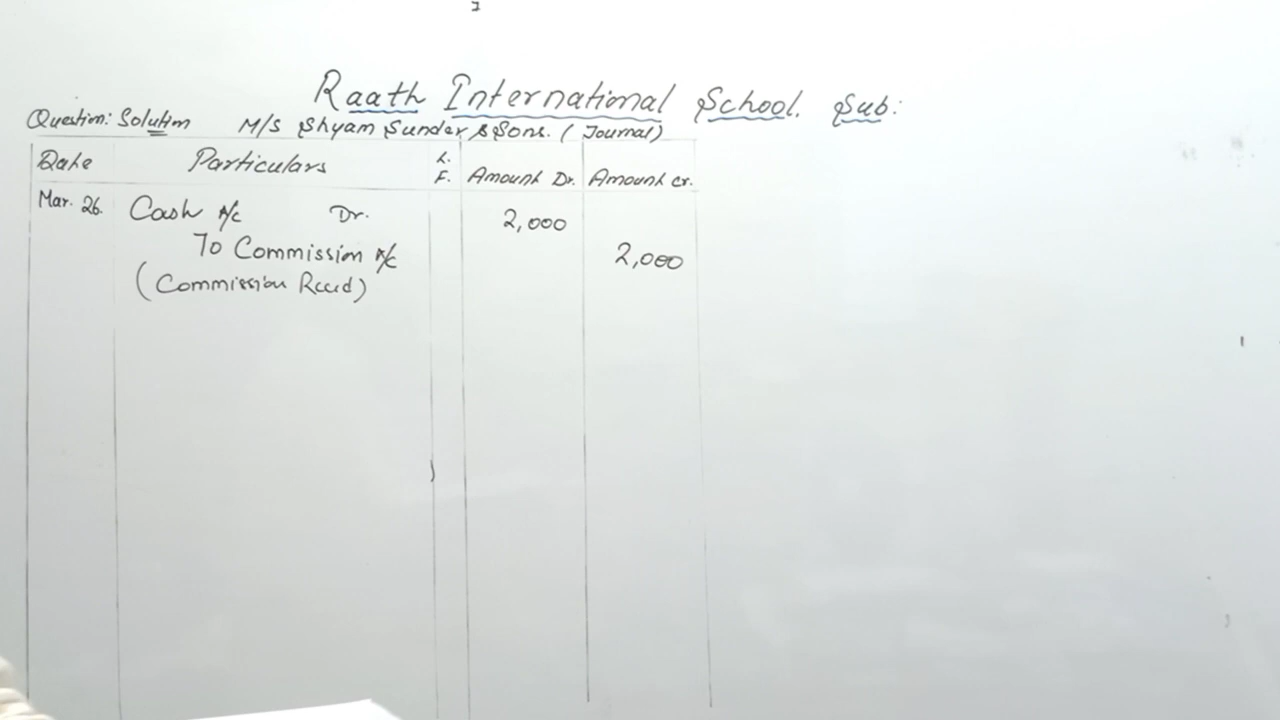 Raath International School. Sub:
Question: Solution M/S Shyam Sunder & Sons. (Journal)
Date Particulars L. F. Amount Dr. Amount Cr.
Mar. 26. Cash A/c Dr. 2,000
To Commission A/c 2,000
(Commission Rccd)